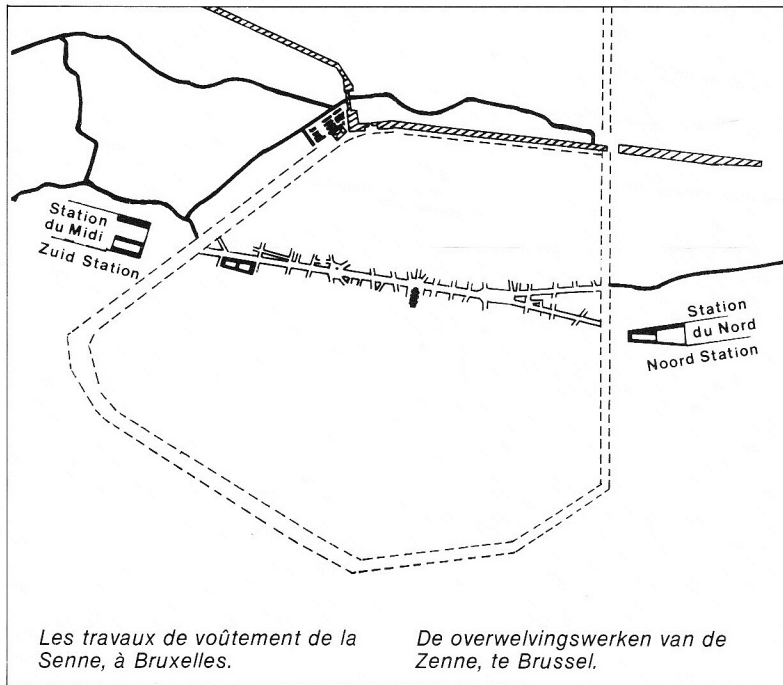 Station
du Midi
Zuid Station
Station
du Nord
Noord Station
Les travaux de voûtement de la
Senne, à Bruxelles.
De overwelvingswerken van de
Zenne, te Brussel.